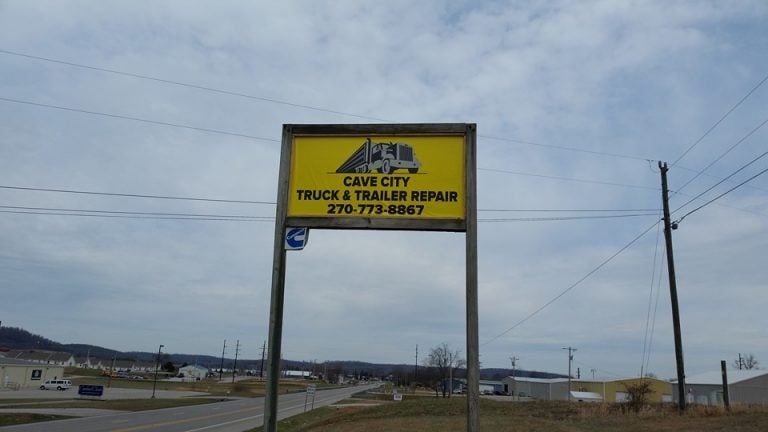 CAVE CITY
TRUCK & TRAILER REPAIR
270-773-8867